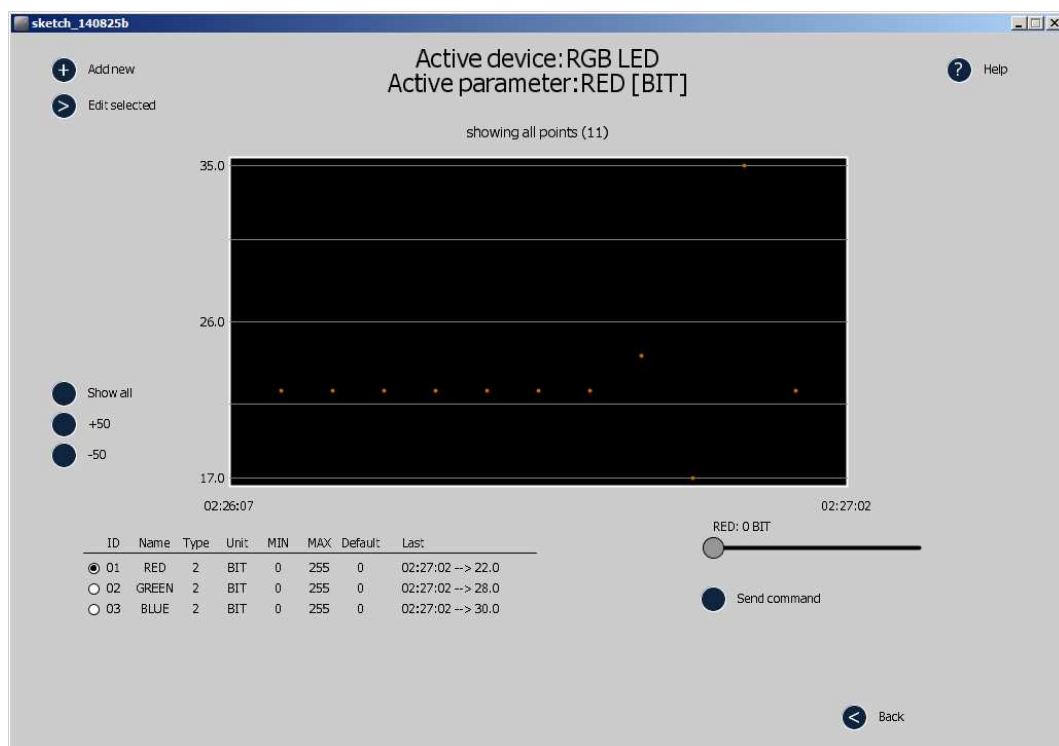 sketch_140825b
Active device:RGB LED
Active parameter:RED [BIT]
+ Add new
> Edit selected
? Help
showing all points (11)
35.0
26.0
17.0
02:26:07 02:27:02
Show all
+50
-50
RED: 0 BIT
ID Name Type Unit MIN MAX Default Last
01 RED 2 BIT 0 255 0 02:27:02 --> 22.0
02 GREEN 2 BIT 0 255 0 02:27:02 --> 28.0
03 BLUE 2 BIT 0 255 0 02:27:02 --> 30.0
Send command
< Back